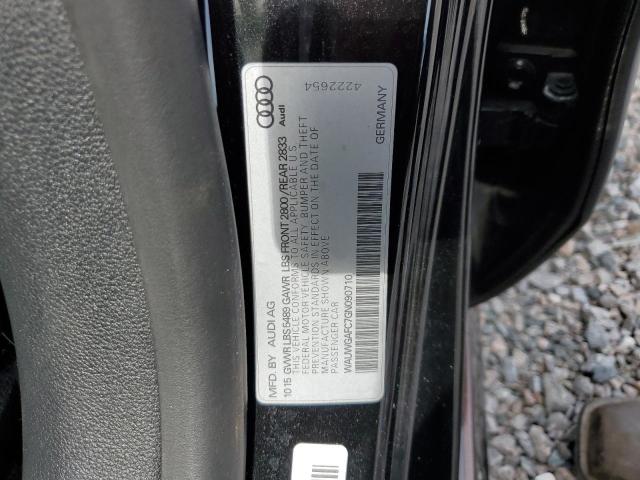 Audi
4222654
MFD. BY AUDI AG
10 15 GVWR LBS 5489 GAWR LBS FRONT 2800 / REAR 2833
THIS VEHICLE CONFORMS TO ALL APPLICABLE U S
FEDERAL MOTOR VEHICLE SAFETY, BUMPER AND THEFT
PREVENTION STANDARDS IN EFFECT ON THE DATE OF
MANUFACTURE SHOWN ABOVE
PASSENGER CAR
WAUWGAFC7GN090710
GERMANY